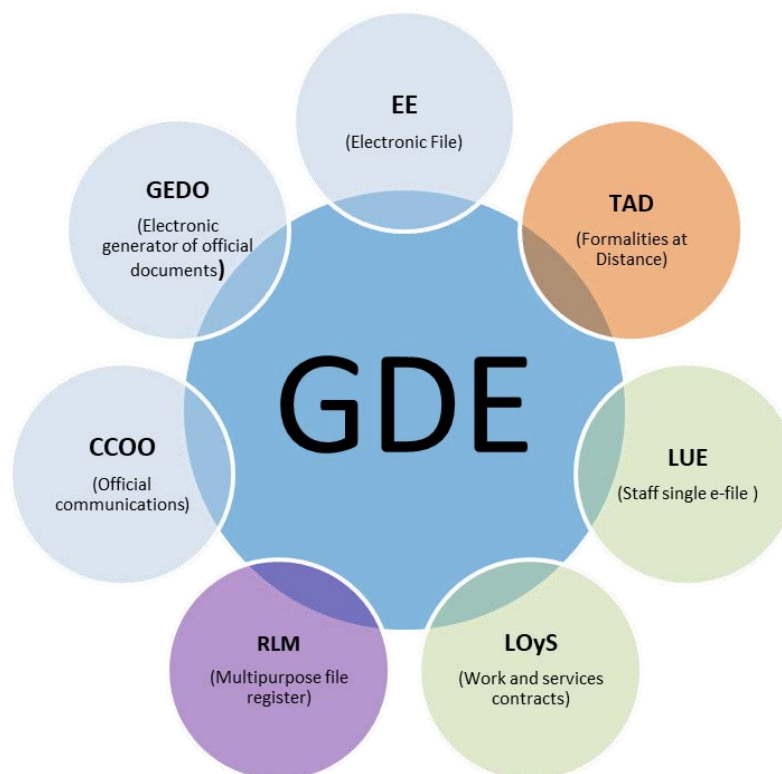 EE
(Electronic File)
TAD
(Formalities at
Distance)
LUE
(Staff single e-file )
LOyS
(Work and services
contracts)
RLM
(Multipurpose file
register)
CCOO
(Official
communications)
GEDO
(Electronic
generator of official
documents)
GDE